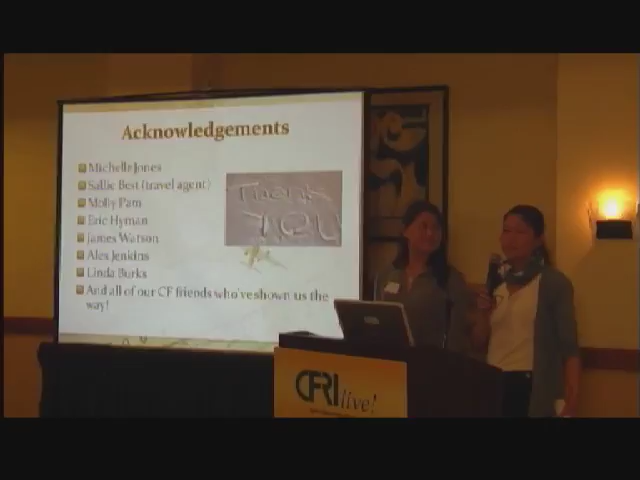 Acknowledgements
Michelle Jones
Sallie Best (travel agent)
Molly Pam
Eric Hyman
James Watson
Alex Jenkins
Linda Burks
And all of our CF friends who've shown us the
way!
Thank
You
CFRI live!